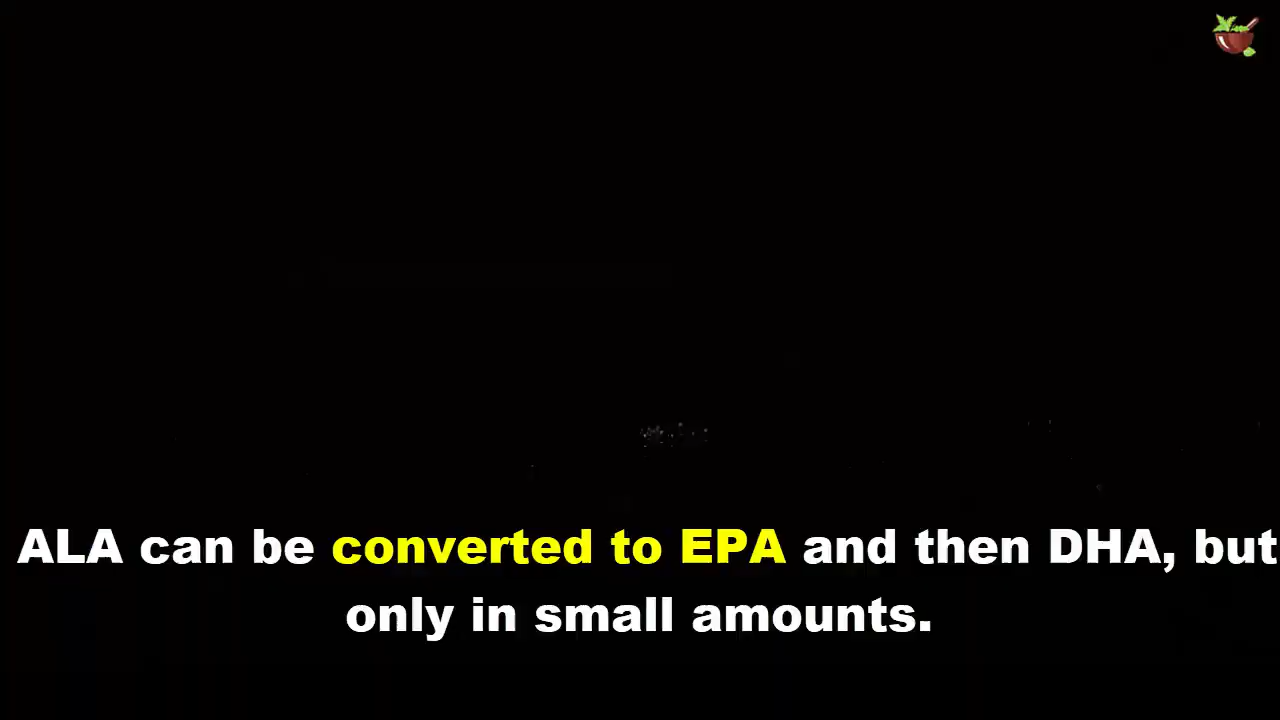 ALA can be converted to EPA and then DHA, but
only in small amounts.